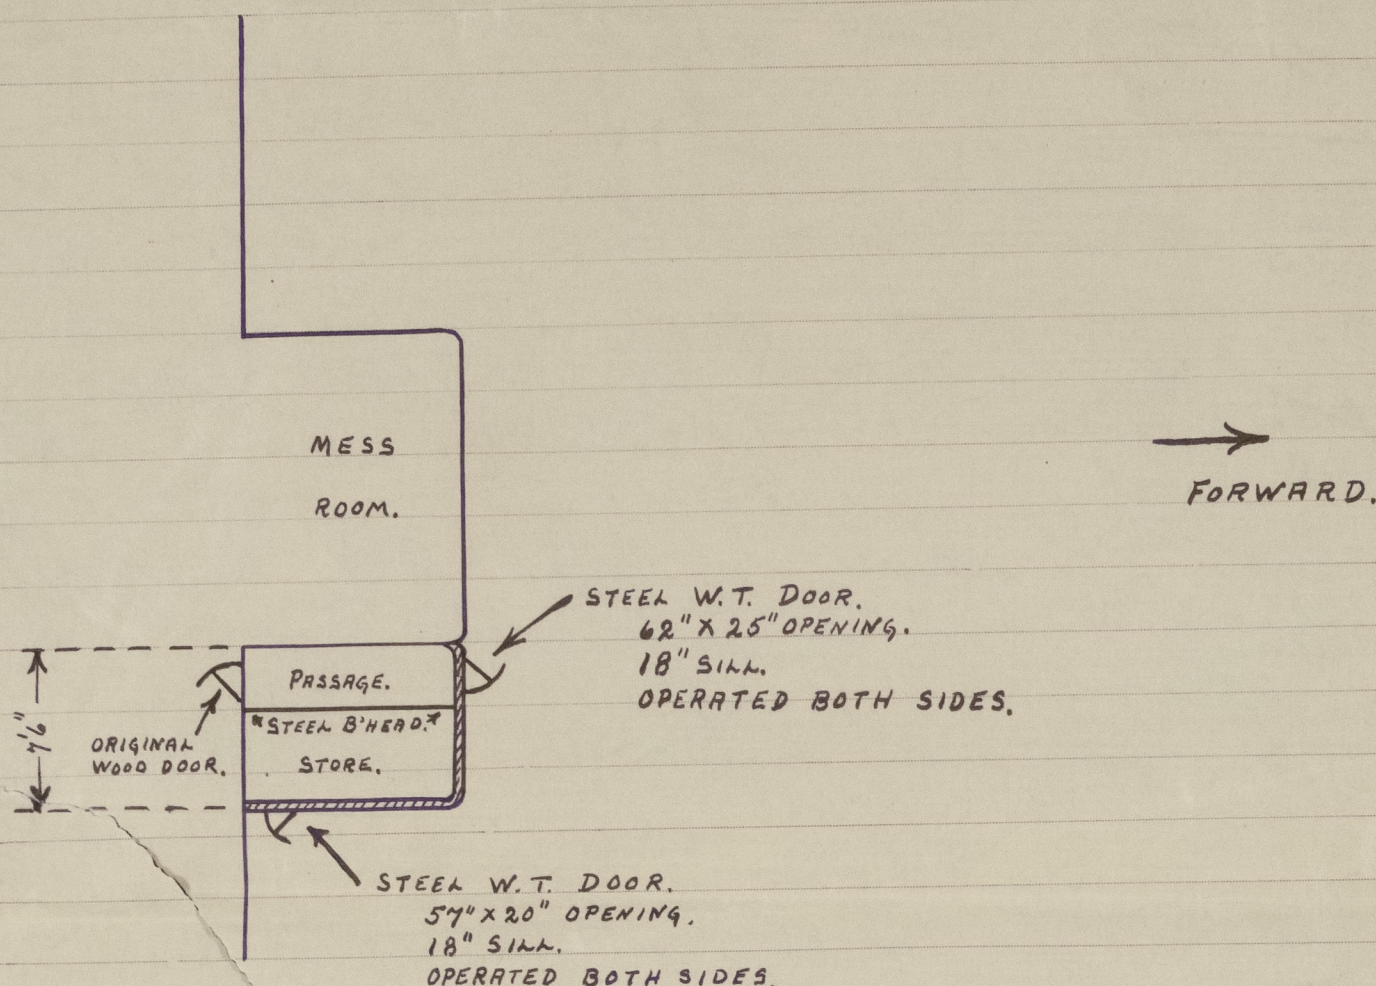 MESS
ROOM.
FORWARD.
STEEL W.T. DOOR.
62" X 25" OPENING.
18" SILL.
OPERATED BOTH SIDES.
PASSAGE.
"STEEL B'HEAD."
STORE.
7'6"
ORIGINAL
WOOD DOOR.
STEEL W.T. DOOR.
57" X 20" OPENING.
18" SILL.
OPERATED BOTH SIDES.